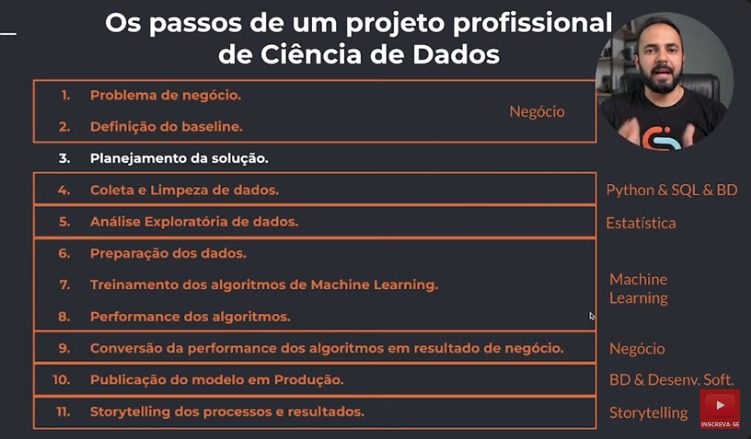 Os passos de um projeto profissional
de Ciência de Dados
1. Problema de negócio.
Negócio
2. Definição do baseline.
3. Planejamento da solução.
4. Coleta e Limpeza de dados.
Python & SQL & BD
5. Análise Exploratória de dados.
Estatística
6. Preparação dos dados.
7. Treinamento dos algoritmos de Machine Learning.
Machine
Learning
8. Performance dos algoritmos.
9. Conversão da performance dos algoritmos em resultado de negócio.
Negócio
10. Publicação do modelo em Produção.
BD & Desenv. Soft.
11. Storytelling dos processos e resultados.
Storytelling
INSCREVA-SE